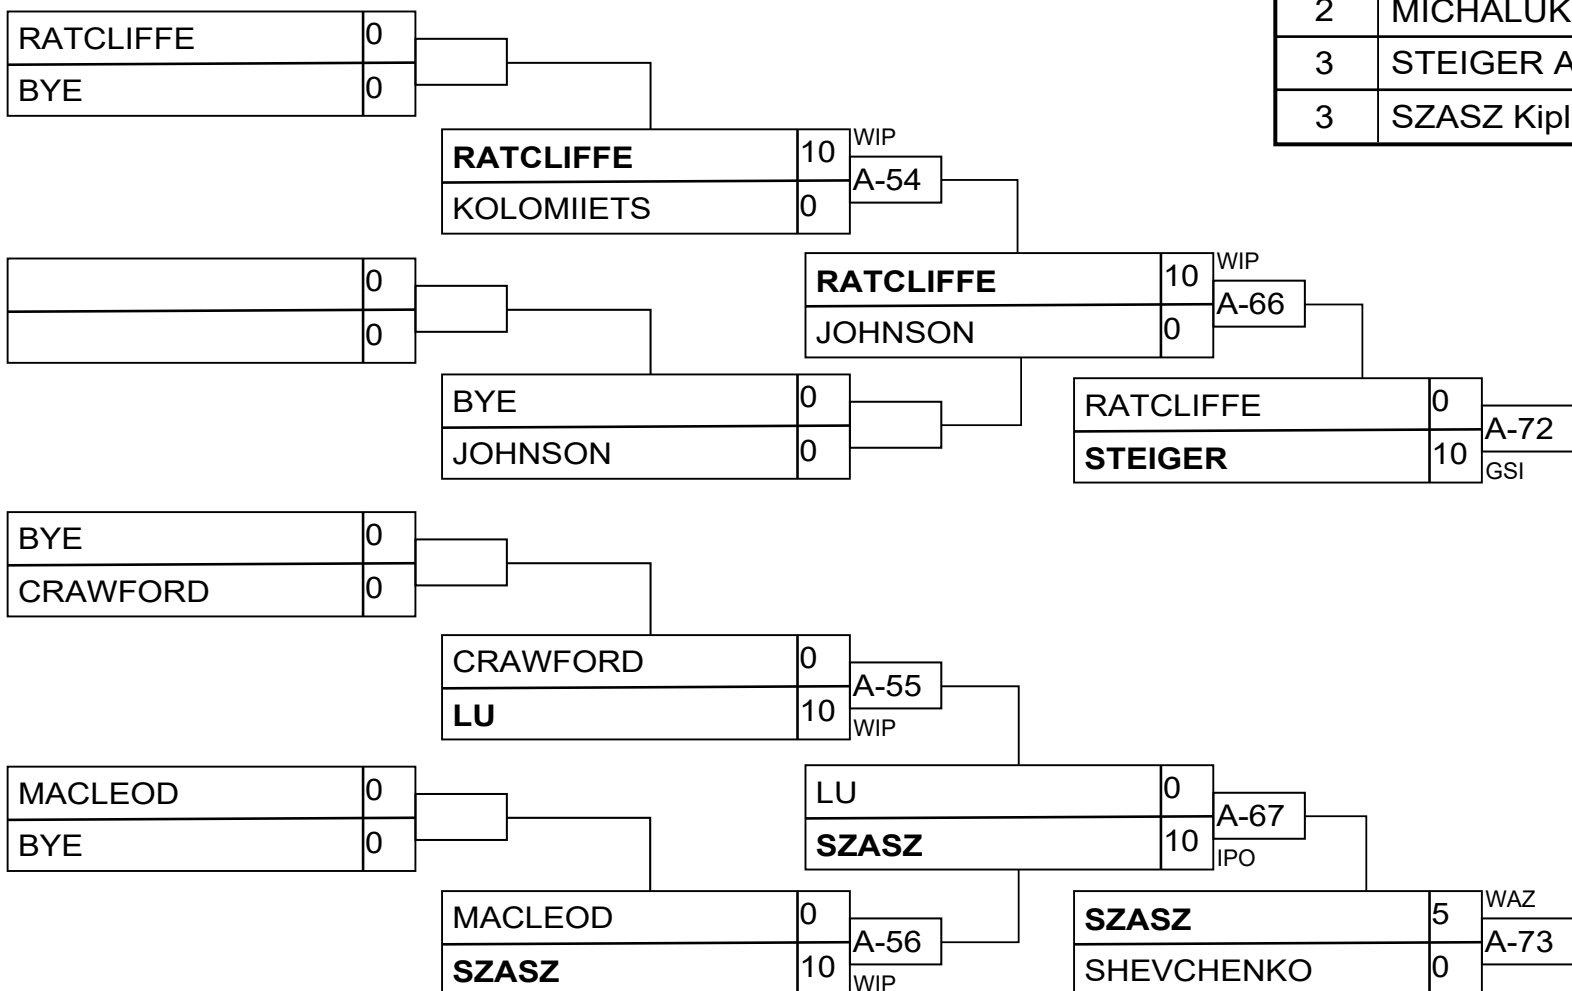 2 MICHALUK
3 STEIGER A
3 SZASZ Kipl
RATCLIFFE 0
BYE 0
RATCLIFFE 10 WIP
A-54
KOLOMIIETS 0
0
0
RATCLIFFE 10 WIP
A-66
JOHNSON 0
BYE 0
JOHNSON 0
RATCLIFFE 0
A-72
STEIGER 10 GSI
BYE 0
CRAWFORD 0
CRAWFORD 0
A-55
LU 10 WIP
MACLEOD 0
BYE 0
LU 0
A-67
SZASZ 10 IPO
MACLEOD 0
A-56
SZASZ 10 WIP
SZASZ 5 WAZ
A-73
SHEVCHENKO 0